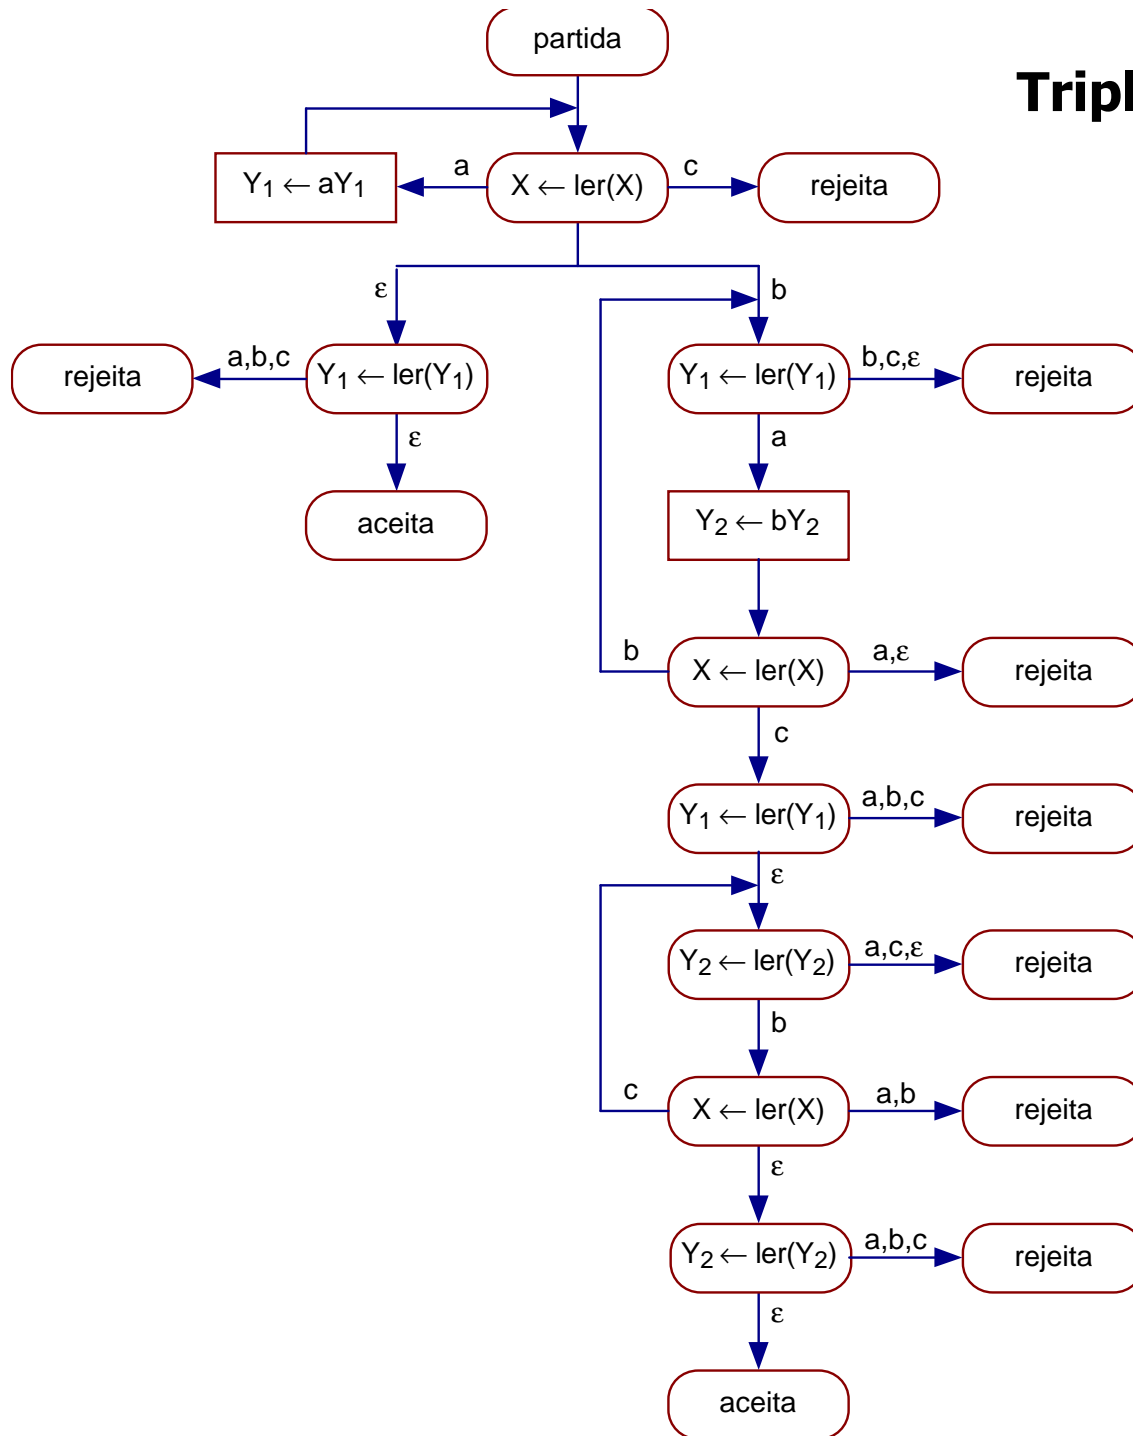 partida
Tripl
a
c
Y1 ← aY1
X ← ler(X)
rejeita
ε
b
a,b,c
b,c,ε
rejeita
Y1 ← ler(Y1)
Y1 ← ler(Y1)
rejeita
ε
a
aceita
Y2 ← bY2
b
a,ε
X ← ler(X)
rejeita
c
a,b,c
Y1 ← ler(Y1)
rejeita
ε
a,c,ε
Y2 ← ler(Y2)
rejeita
b
c
a,b
X ← ler(X)
rejeita
ε
a,b,c
Y2 ← ler(Y2)
rejeita
ε
aceita